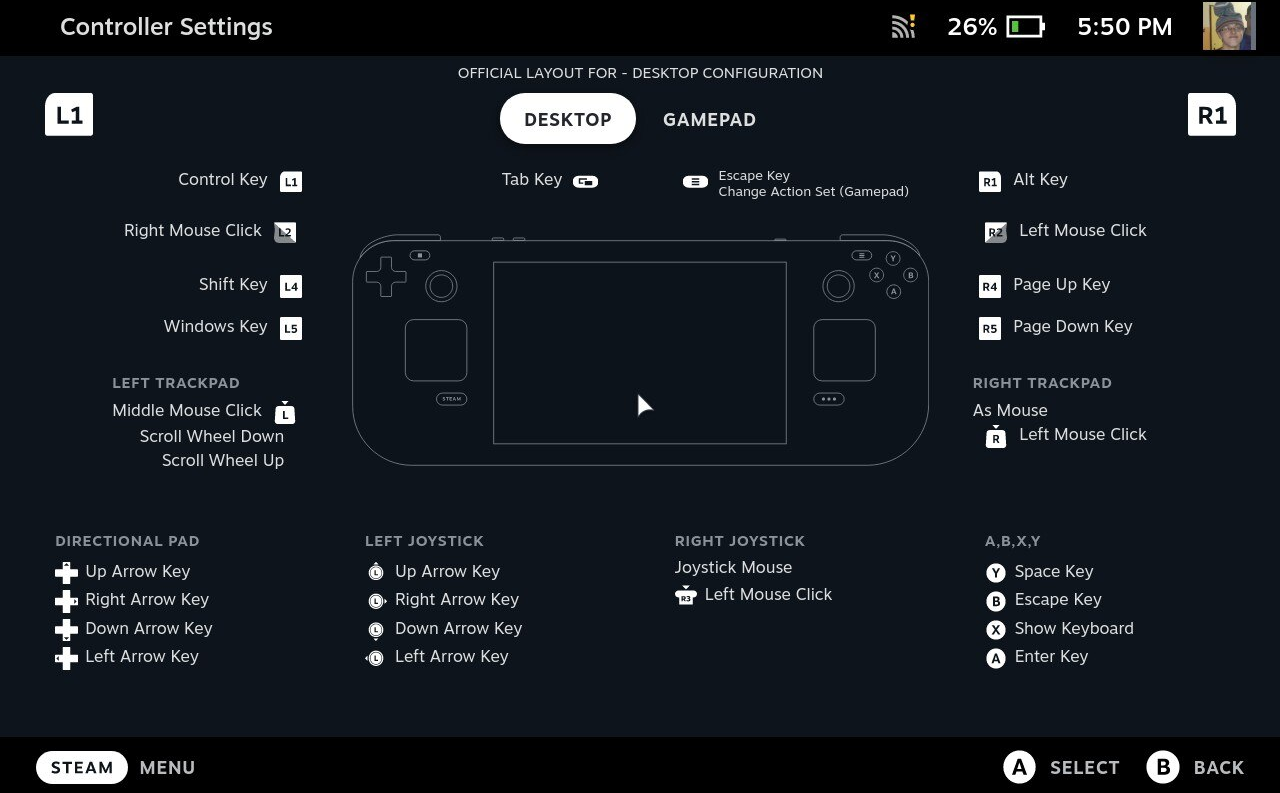 Controller Settings
26%
5:50 PM
OFFICIAL LAYOUT FOR - DESKTOP CONFIGURATION
L1
DESKTOP
GAMEPAD
R1
Control Key L1
Tab Key
Escape Key
Change Action Set (Gamepad)
R1 Alt Key
Right Mouse Click L2
R2 Left Mouse Click
Y
X
B
A
Shift Key L4
R4 Page Up Key
Windows Key L5
R5 Page Down Key
LEFT TRACKPAD
Middle Mouse Click L
Scroll Wheel Down
Scroll Wheel Up
STEAM
RIGHT TRACKPAD
As Mouse
R Left Mouse Click
DIRECTIONAL PAD
Up Arrow Key
Right Arrow Key
Down Arrow Key
Left Arrow Key
LEFT JOYSTICK
L Up Arrow Key
L Right Arrow Key
L Down Arrow Key
L Left Arrow Key
RIGHT JOYSTICK
Joystick Mouse
R3 Left Mouse Click
A,B,X,Y
Y Space Key
B Escape Key
X Show Keyboard
A Enter Key
STEAM MENU
A SELECT
B BACK